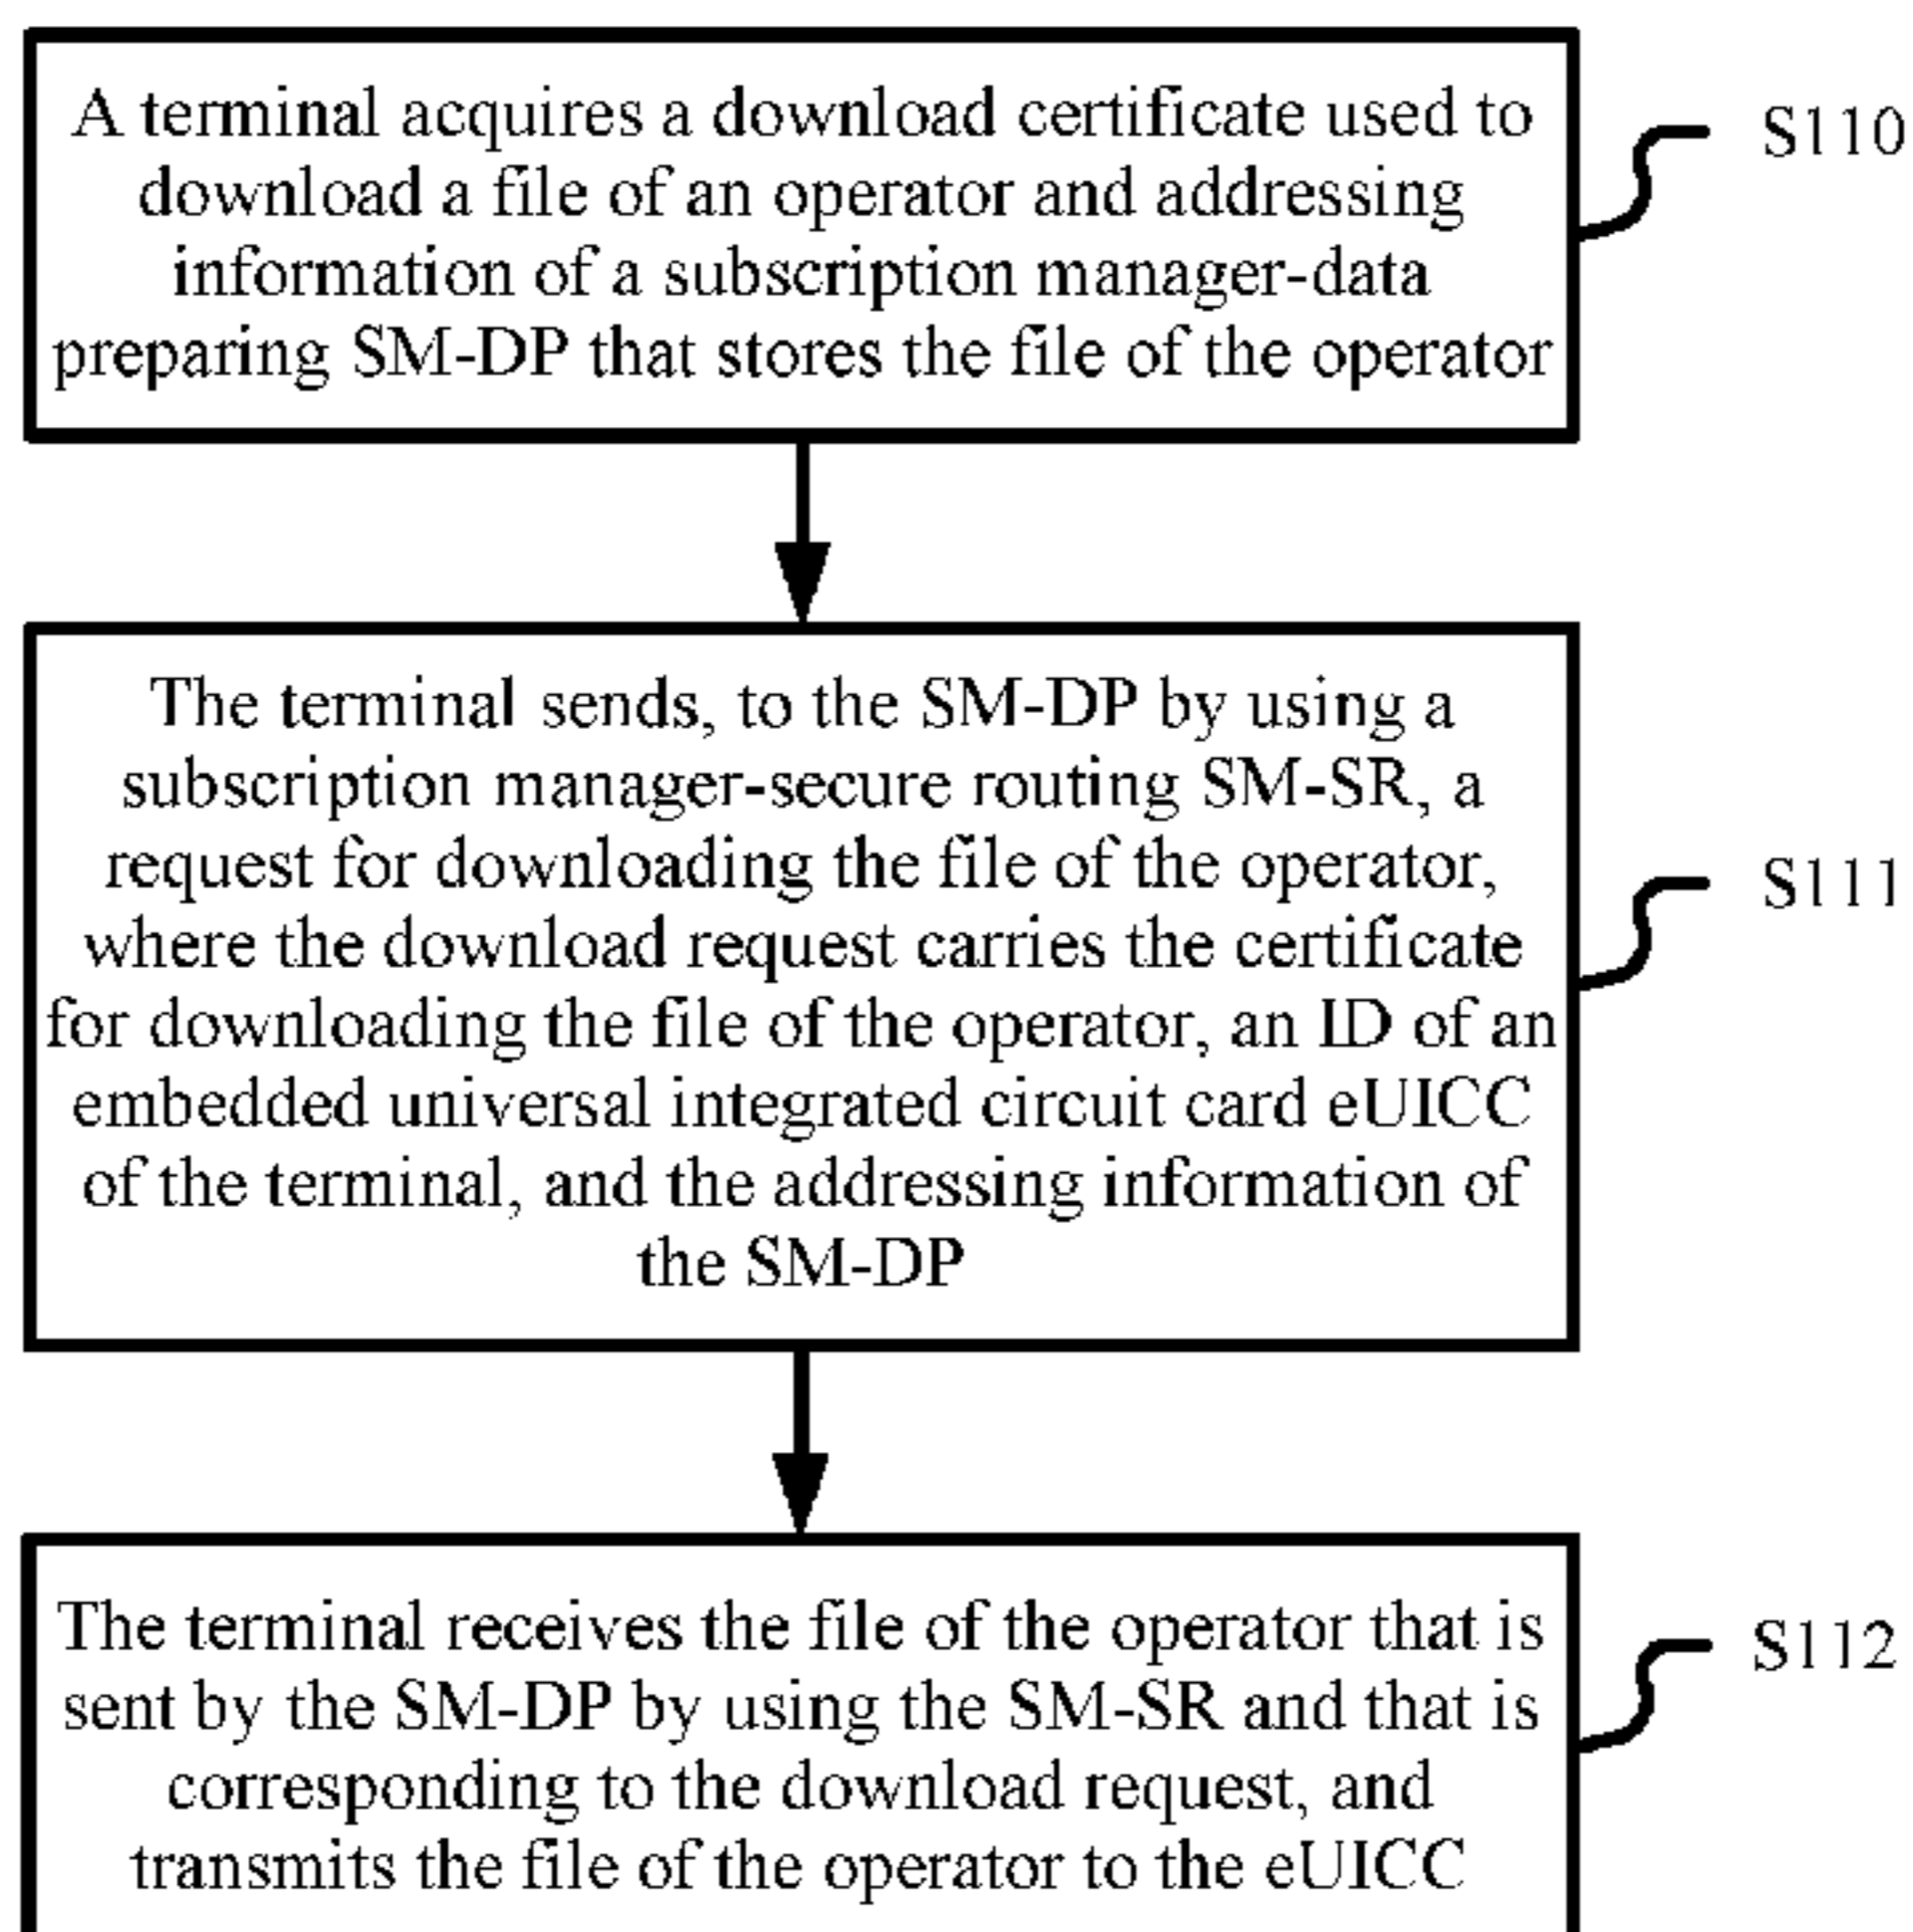 A terminal acquires a download certificate used to
download a file of an operator and addressing
information of a subscription manager-data
preparing SM-DP that stores the file of the operator
S110
The terminal sends, to the SM-DP by using a
subscription manager-secure routing SM-SR, a
request for downloading the file of the operator,
where the download request carries the certificate
for downloading the file of the operator, an ID of an
embedded universal integrated circuit card eUICC
of the terminal, and the addressing information of
the SM-DP
S111
The terminal receives the file of the operator that is
sent by the SM-DP by using the SM-SR and that is
corresponding to the download request, and
transmits the file of the operator to the eUICC
S112